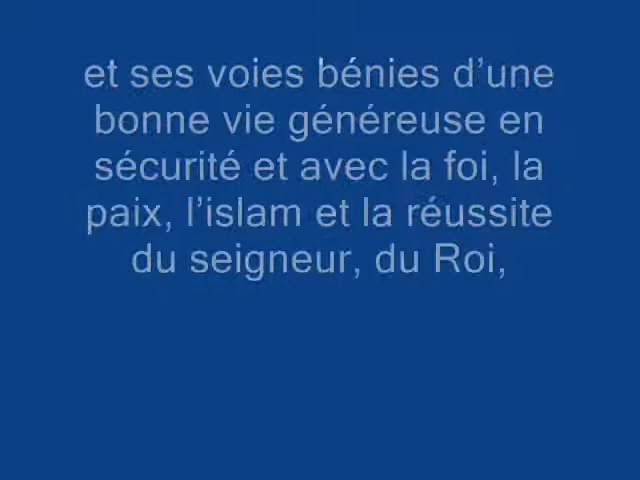 et ses voies bénies d’une
bonne vie généreuse en
sécurité et avec la foi, la
paix, l’islam et la réussite
du seigneur, du Roi,